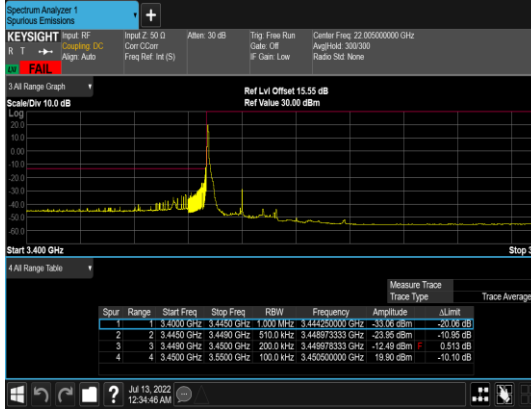 Spectrum Analyzer 1
Spurious Emissions
+
KEYSIGHT Input: RF Input Z: 50 Ω Atten: 30 dB Trig: Free Run Center Freq: 22.005000000 GHz
R T Coupling: DC Corr CCorr Gate: Off Avg|Hold: 300/300
Align: Auto Freq Ref: Int (S) IF Gain: Low Radio Std: None
FAIL
3 All Range Graph
Ref Lvl Offset 15.55 dB
Scale/Div 10.0 dB Ref Value 30.00 dBm
Log
20.0
10.0
0.00
-10.0
-20.0
-30.0
-40.0
-50.0
-60.0
Start 3.400 GHz Stop 3
4 All Range Table
Measure Trace
Trace Type Trace Average
Spur Range Start Freq Stop Freq RBW Frequency Amplitude ΔLimit
1 1 3.4000 GHz 3.4450 GHz 1.000 MHz 3.444250000 GHz -33.06 dBm -20.06 dB
2 2 3.4450 GHz 3.4490 GHz 510.0 kHz 3.448973333 GHz -23.95 dBm -10.95 dB
3 3 3.4490 GHz 3.4500 GHz 200.0 kHz 3.449978333 GHz -12.49 dBm F 0.513 dB
4 4 3.4500 GHz 3.5500 GHz 100.0 kHz 3.450500000 GHz 19.90 dBm -10.10 dB
? Jul 13, 2022
12:34:46 AM